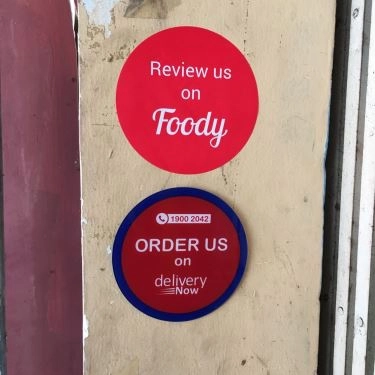 Review us
on
Foody
1900 2042
ORDER US
on
delivery
Now